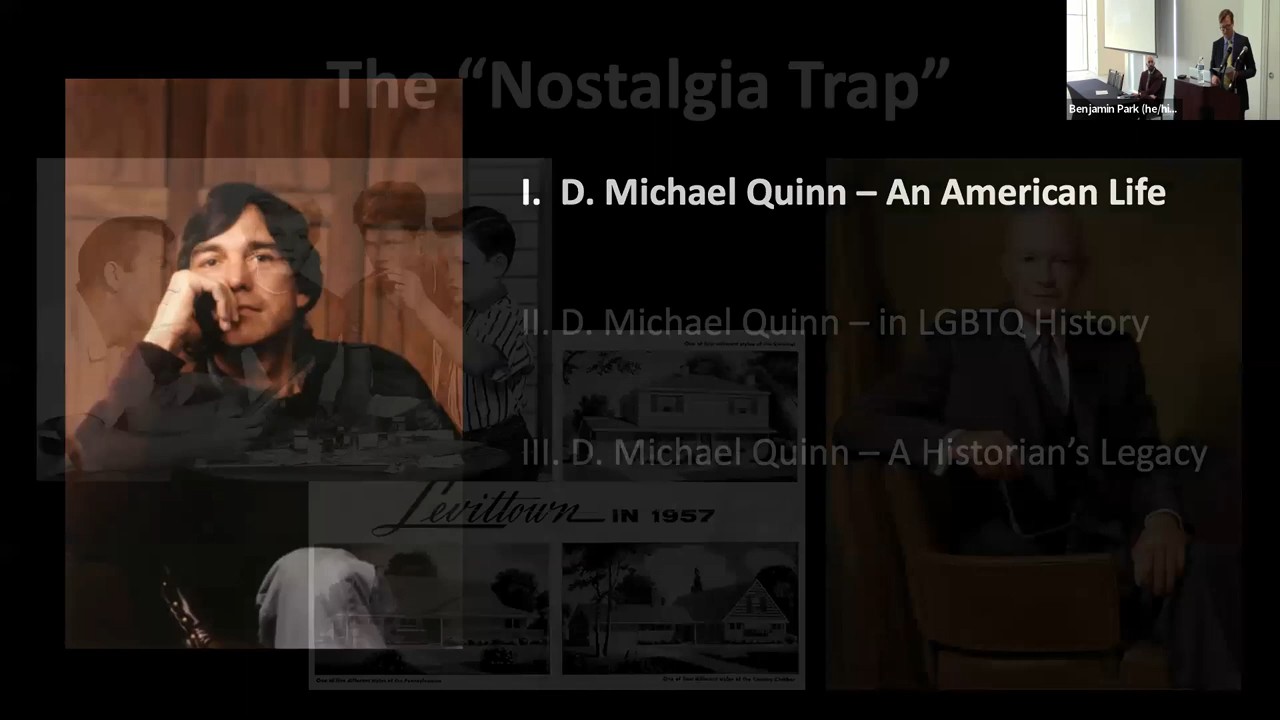 The “Nostalgia Trap”
Benjamin Park (he/hi...
I. D. Michael Quinn – An American Life
II. D. Michael Quinn – in LGBTQ History
III. D. Michael Quinn – A Historian’s Legacy
Levittown IN 1957